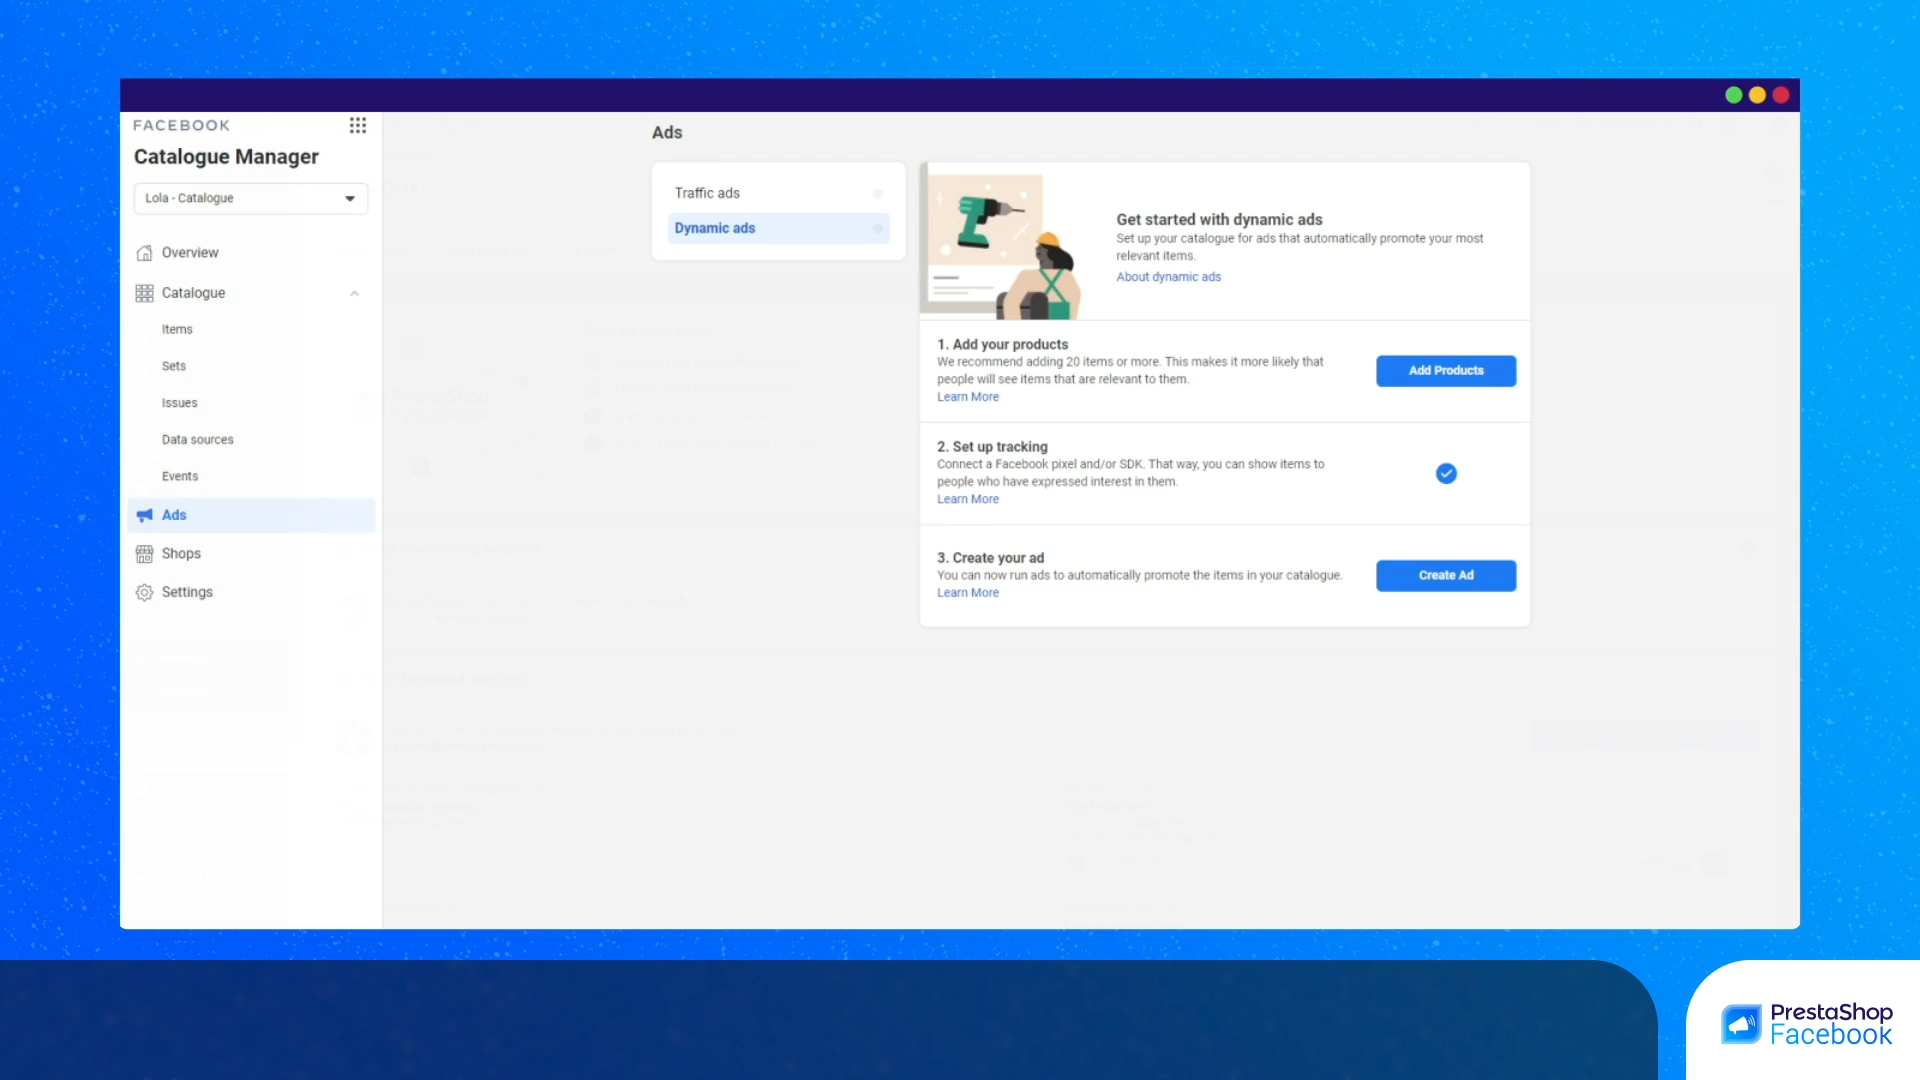 FACEBOOK
Catalogue Manager
Lola - Catalogue
Overview
Catalogue
Items
Sets
Issues
Data sources
Events
Ads
Shops
Settings
Ads
Traffic ads
Dynamic ads
Get started with dynamic ads
Set up your catalogue for ads that automatically promote your most
relevant items.
About dynamic ads
1. Add your products
We recommend adding 20 items or more. This makes it more likely that
people will see items that are relevant to them.
Learn More
Add Products
2. Set up tracking
Connect a Facebook pixel and/or SDK. That way, you can show items to
people who have expressed interest in them.
Learn More
3. Create your ad
You can now run ads to automatically promote the items in your catalogue.
Learn More
Create Ad
PrestaShop
Facebook